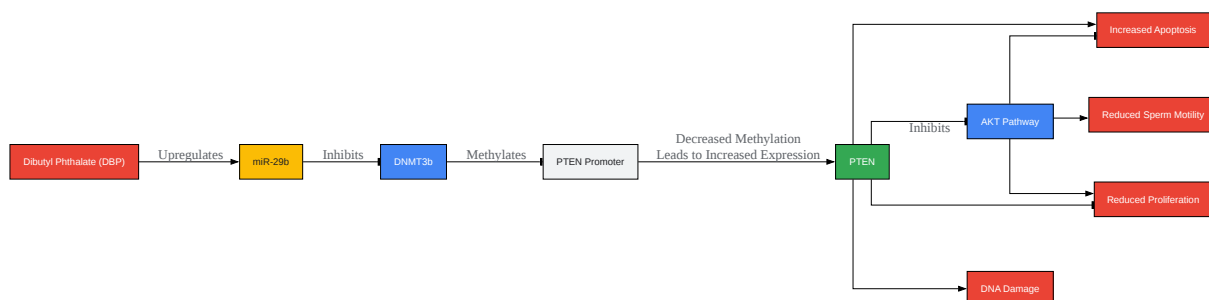 Dibutyl Phthalate (DBP)
Upregulates
miR-29b
Inhibits
DNMT3b
Methylates
PTEN Promoter
Decreased Methylation
Leads to Increased Expression
PTEN
Inhibits
AKT Pathway
Increased Apoptosis
Reduced Sperm Motility
Reduced Proliferation
DNA Damage